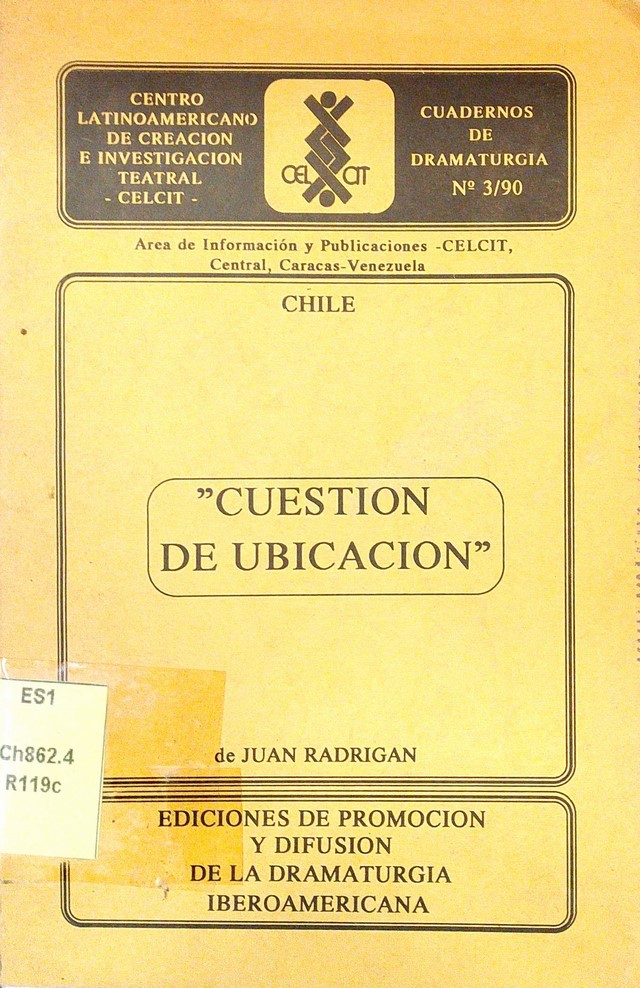 CENTRO
LATINOAMERICANO
DE CREACION
E INVESTIGACION
TEATRAL
- CELCIT -
CELCIT
CUADERNOS
DE
DRAMATURGIA
Nº 3/90
Area de Información y Publicaciones -CELCIT,
Central, Caracas-Venezuela
CHILE
"CUESTION
DE UBICACION"
ES1
Ch862.4
R119c
de JUAN RADRIGAN
EDICIONES DE PROMOCION
Y DIFUSION
DE LA DRAMATURGIA
IBEROAMERICANA